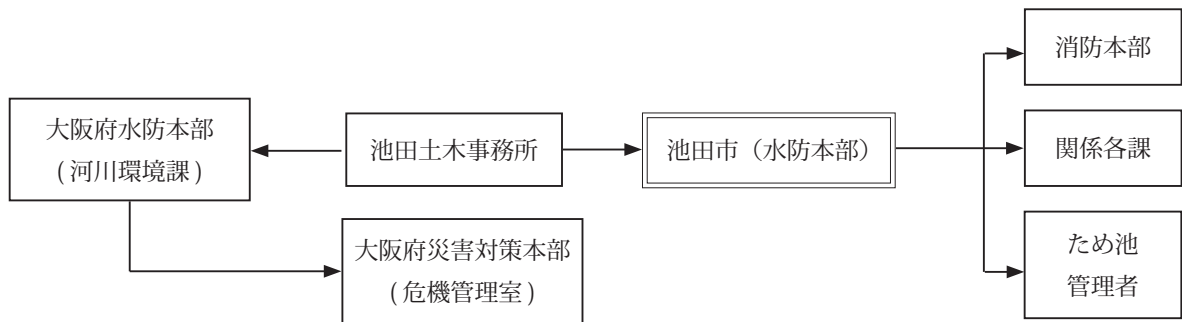 大阪府水防本部
(河川環境課)
池田土木事務所
池田市（水防本部）
大阪府災害対策本部
(危機管理室)
消防本部
関係各課
ため池
管理者